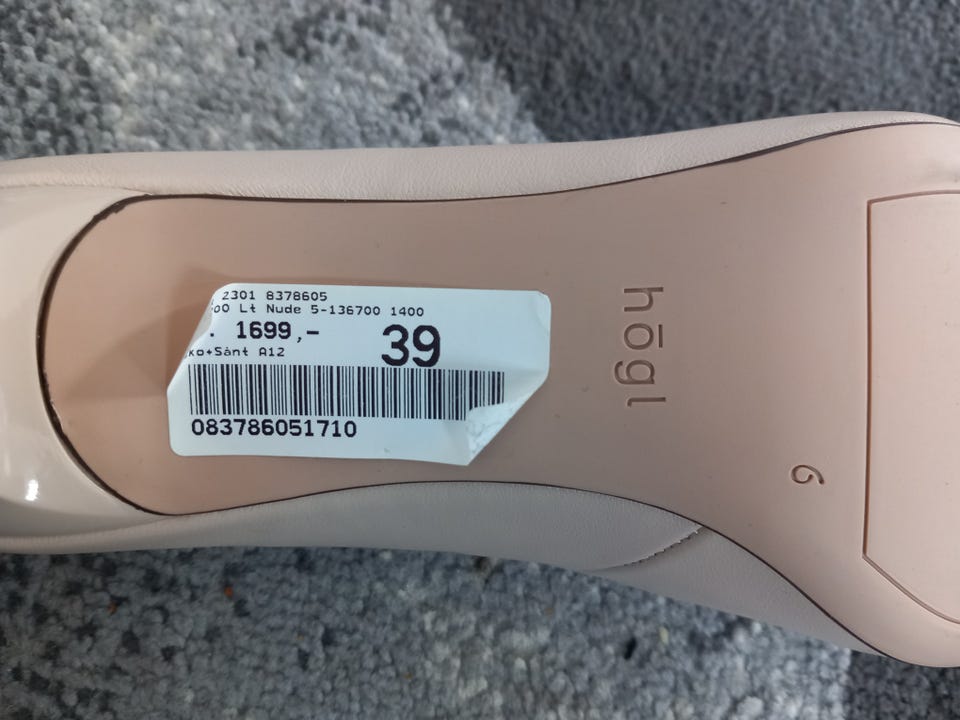 2301 8378605
00 Lt Nude 5-136700 1400
. 1699,-
39
ko+Sånt A12
083786051710
högl
6